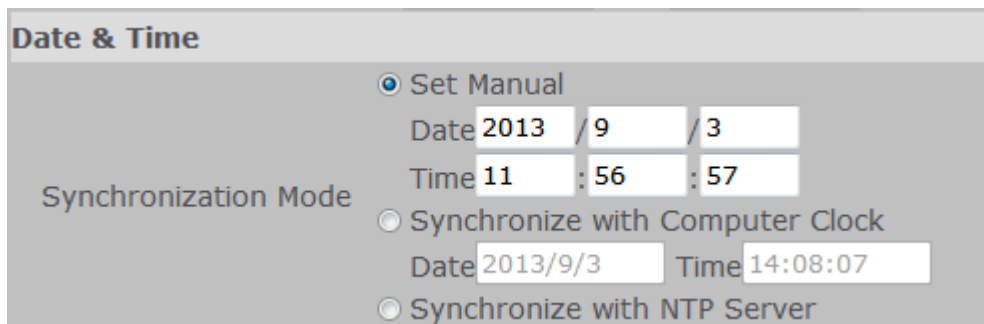 Date & Time
Set Manual
Date 2013 / 9 / 3
Time 11 : 56 : 57
Synchronization Mode
Synchronize with Computer Clock
Date 2013/9/3 Time 14:08:07
Synchronize with NTP Server